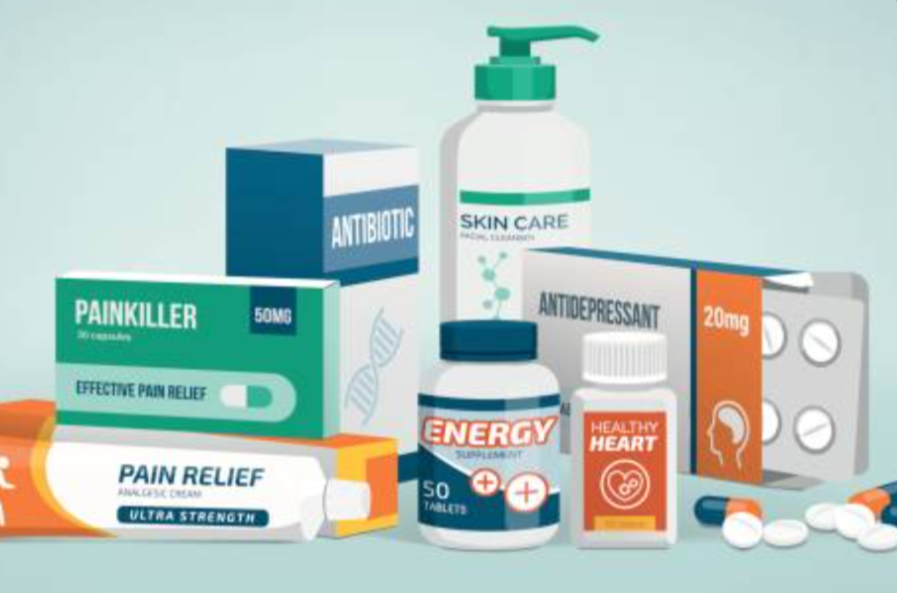 SKIN CARE
FACIAL CLEANSER
ANTIBIOTIC
PAINKILLER
50MG
30 capsules
EFFECTIVE PAIN RELIEF
ANTIDEPRESSANT
20mg
PAIN RELIEF
ANALGESIC CREAM
ULTRA STRENGTH
ENERGY
SUPPLEMENT
50
TABLETS
HEALTHY
HEART